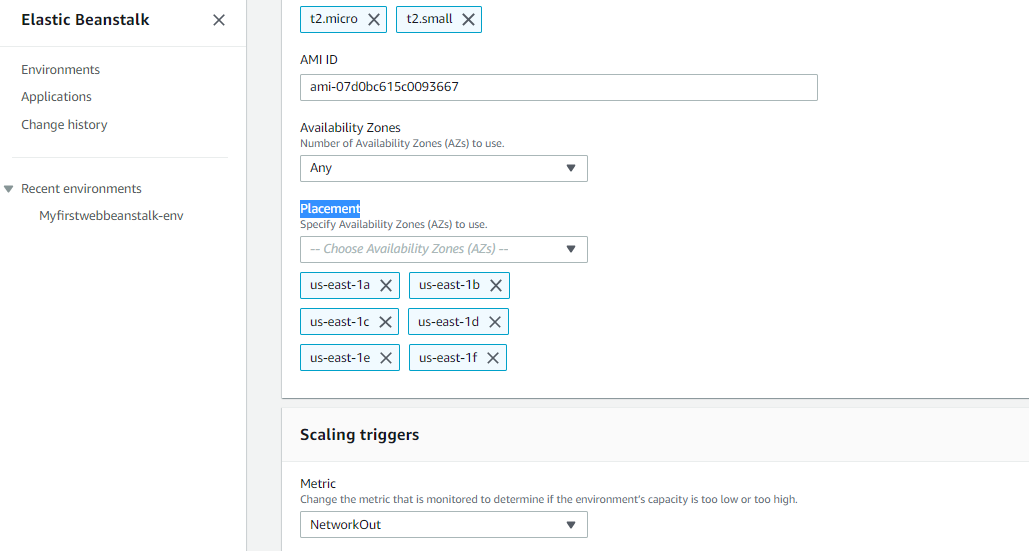 Elastic Beanstalk
Environments
Applications
Change history
Recent environments
Myfirstwebbeanstalk-env
t2.micro t2.small
AMI ID
ami-07d0bc615c0093667
Availability Zones
Number of Availability Zones (AZs) to use.
Any
Placement
Specify Availability Zones (AZs) to use.
-- Choose Availability Zones (AZs) --
us-east-1a us-east-1b
us-east-1c us-east-1d
us-east-1e us-east-1f
Scaling triggers
Metric
Change the metric that is monitored to determine if the environment's capacity is too low or too high.
NetworkOut